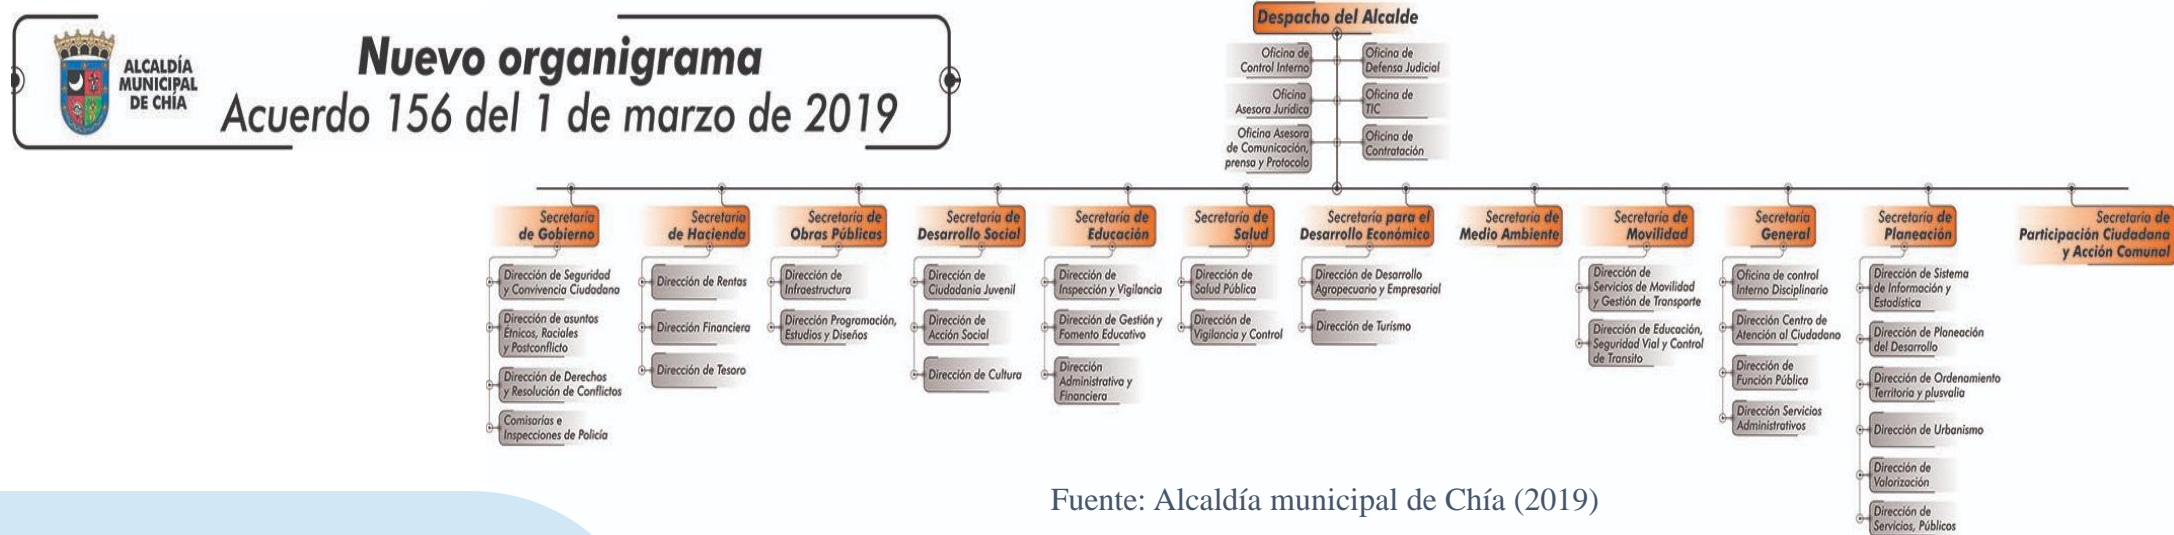 ALCALDÍA
MUNICIPAL
DE CHÍA
Nuevo organigrama
Acuerdo 156 del 1 de marzo de 2019
Despacho del Alcalde
Oficina de
Control Interno
Oficina de
Defensa Judicial
Oficina
Asesora Jurídica
Oficina de
TIC
Oficina Asesora
de Comunicación,
prensa y Protocolo
Oficina de
Contratación
Secretaría
de Gobierno
Dirección de Seguridad
y Convivencia Ciudadana
Dirección de asuntos
Étnicos, Raciales
y Postconflicto
Dirección de Derechos
y Resolución de Conflictos
Comisarias e
Inspecciones de Policía
Secretaría
de Hacienda
Dirección de Rentas
Dirección Financiera
Dirección de Tesoro
Secretaría de
Obras Públicas
Dirección de
Infraestructura
Dirección Programación,
Estudios y Diseños
Secretaría de
Desarrollo Social
Dirección de
Ciudadania Juvenil
Dirección de
Acción Social
Dirección de Cultura
Secretaría de
Educación
Dirección de
Inspección y Vigilancia
Dirección de Gestión y
Fomento Educativo
Dirección
Administrativa y
Financiera
Secretaría de
Salud
Dirección de
Salud Pública
Dirección de
Vigilancia y Control
Secretaría para el
Desarrollo Económico
Dirección de Desarrollo
Agropecuario y Empresarial
Dirección de Turismo
Secretaría de
Medio Ambiente
Secretaría de
Movilidad
Dirección de
Servicios de Movilidad
y Gestión de Transporte
Dirección de Educación,
Seguridad Vial y Control
de Transito
Secretaría
General
Oficina de control
Interno Disciplinario
Dirección Centro de
Atención al Ciudadano
Dirección de
Función Pública
Dirección Servicios
Administrativos
Secretaría de
Planeación
Dirección de Sistema
de Información y
Estadística
Dirección de Planeación
del Desarrollo
Dirección de Ordenamiento
Territorio y plusvalia
Dirección de Urbanismo
Dirección de
Valorización
Dirección de
Servicios, Públicos
Secretaría de
Participación Ciudadana
y Acción Comunal
Fuente: Alcaldía municipal de Chía (2019)